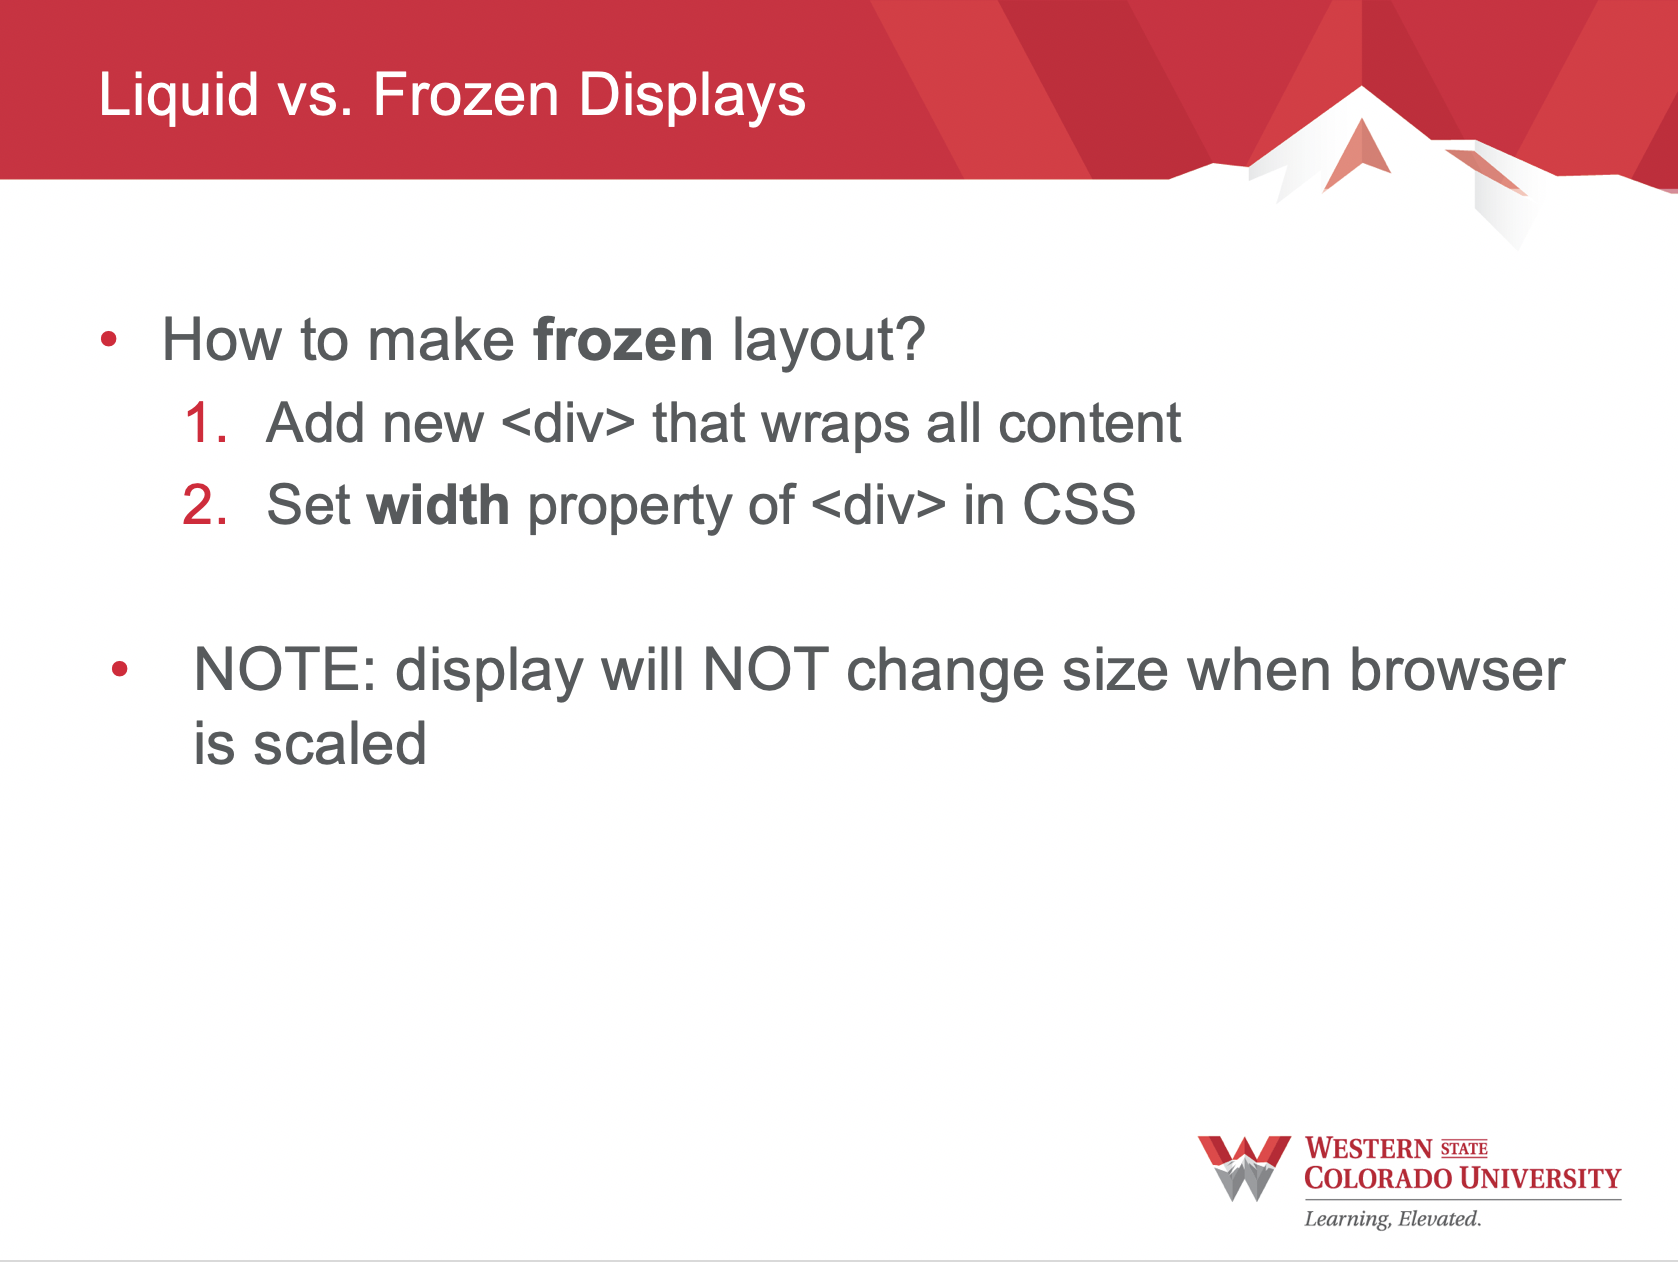 Liquid vs. Frozen Displays
• How to make frozen layout?
1. Add new <div> that wraps all content
2. Set width property of <div> in CSS
• NOTE: display will NOT change size when browser
is scaled
WESTERN STATE
COLORADO UNIVERSITY
Learning, Elevated.